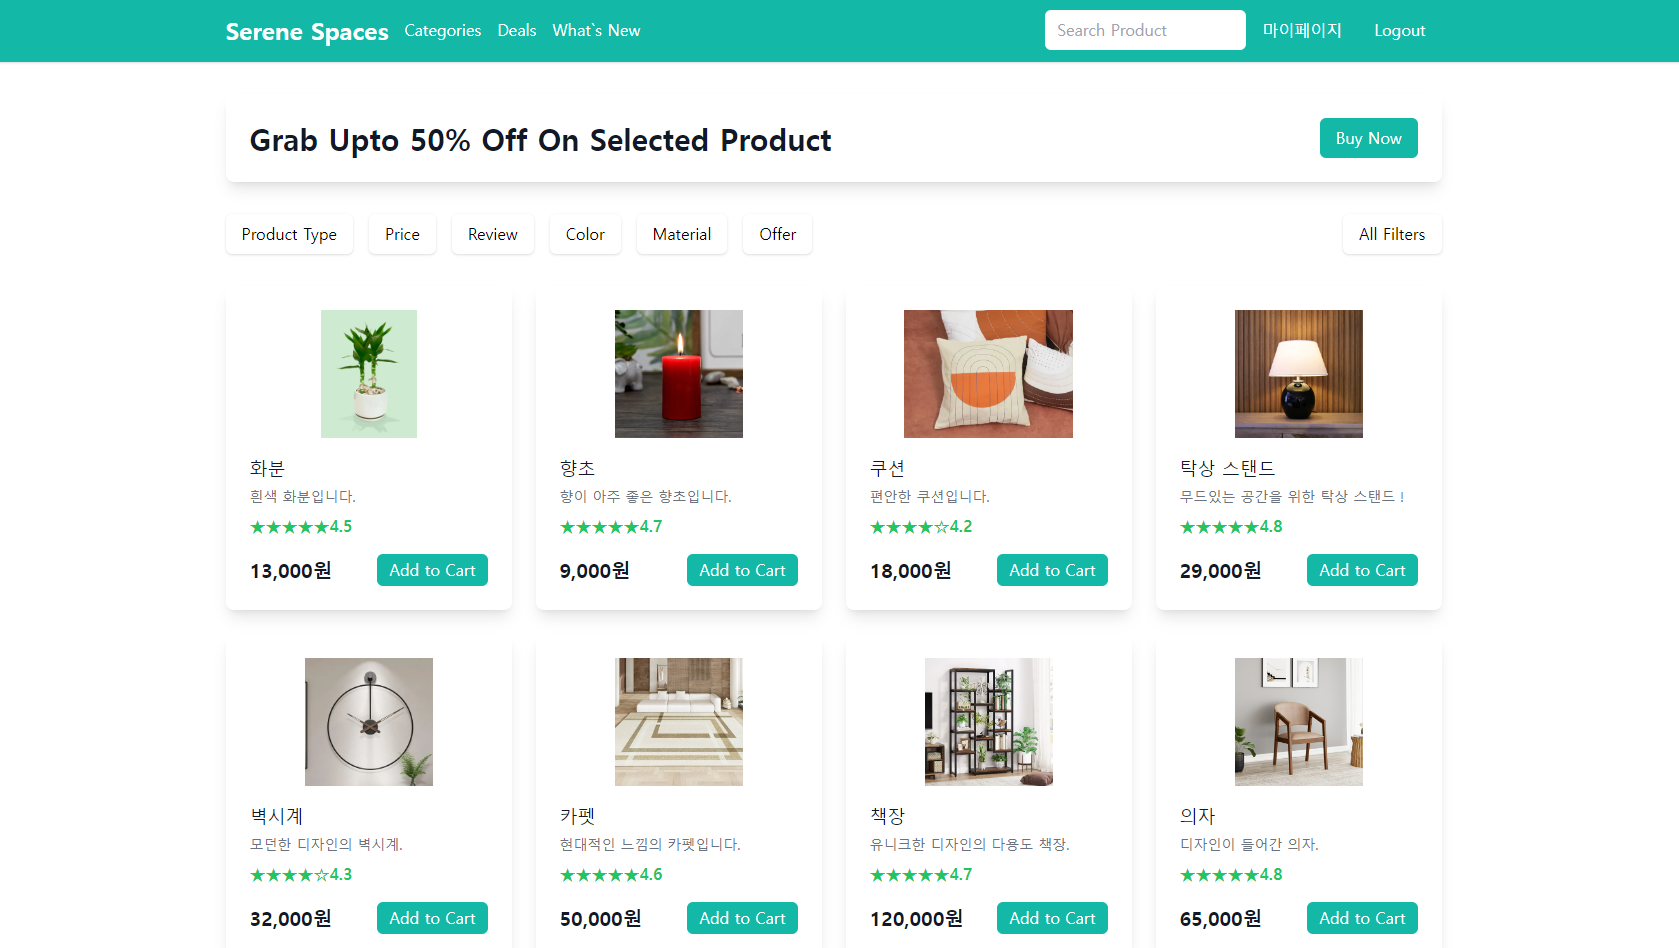 Serene Spaces Categories Deals What`s New Search Product 마이페이지 Logout
Grab Upto 50% Off On Selected Product Buy Now
Product Type Price Review Color Material Offer All Filters
화분 향초 쿠션 탁상 스탠드
흰색 화분입니다. 향이 아주 좋은 향초입니다. 편안한 쿠션입니다. 무드있는 공간을 위한 탁상 스탠드 !
★★★★★4.5 ★★★★★4.7 ★★★★☆4.2 ★★★★★4.8
13,000원 Add to Cart 9,000원 Add to Cart 18,000원 Add to Cart 29,000원 Add to Cart
벽시계 카펫 책장 의자
모던한 디자인의 벽시계. 현대적인 느낌의 카펫입니다. 유니크한 디자인의 다용도 책장. 디자인이 들어간 의자.
★★★★☆4.3 ★★★★★4.6 ★★★★★4.7 ★★★★★4.8
32,000원 Add to Cart 50,000원 Add to Cart 120,000원 Add to Cart 65,000원 Add to Cart